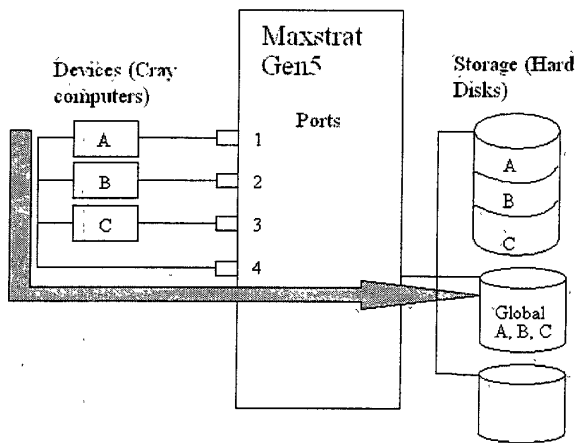 Maxstrat
Gen5
Devices (Cray
computers)
Storage (Hard
Disks)
Ports
A
1
B
2
C
3
4
A
B
C
Global
A, B, C